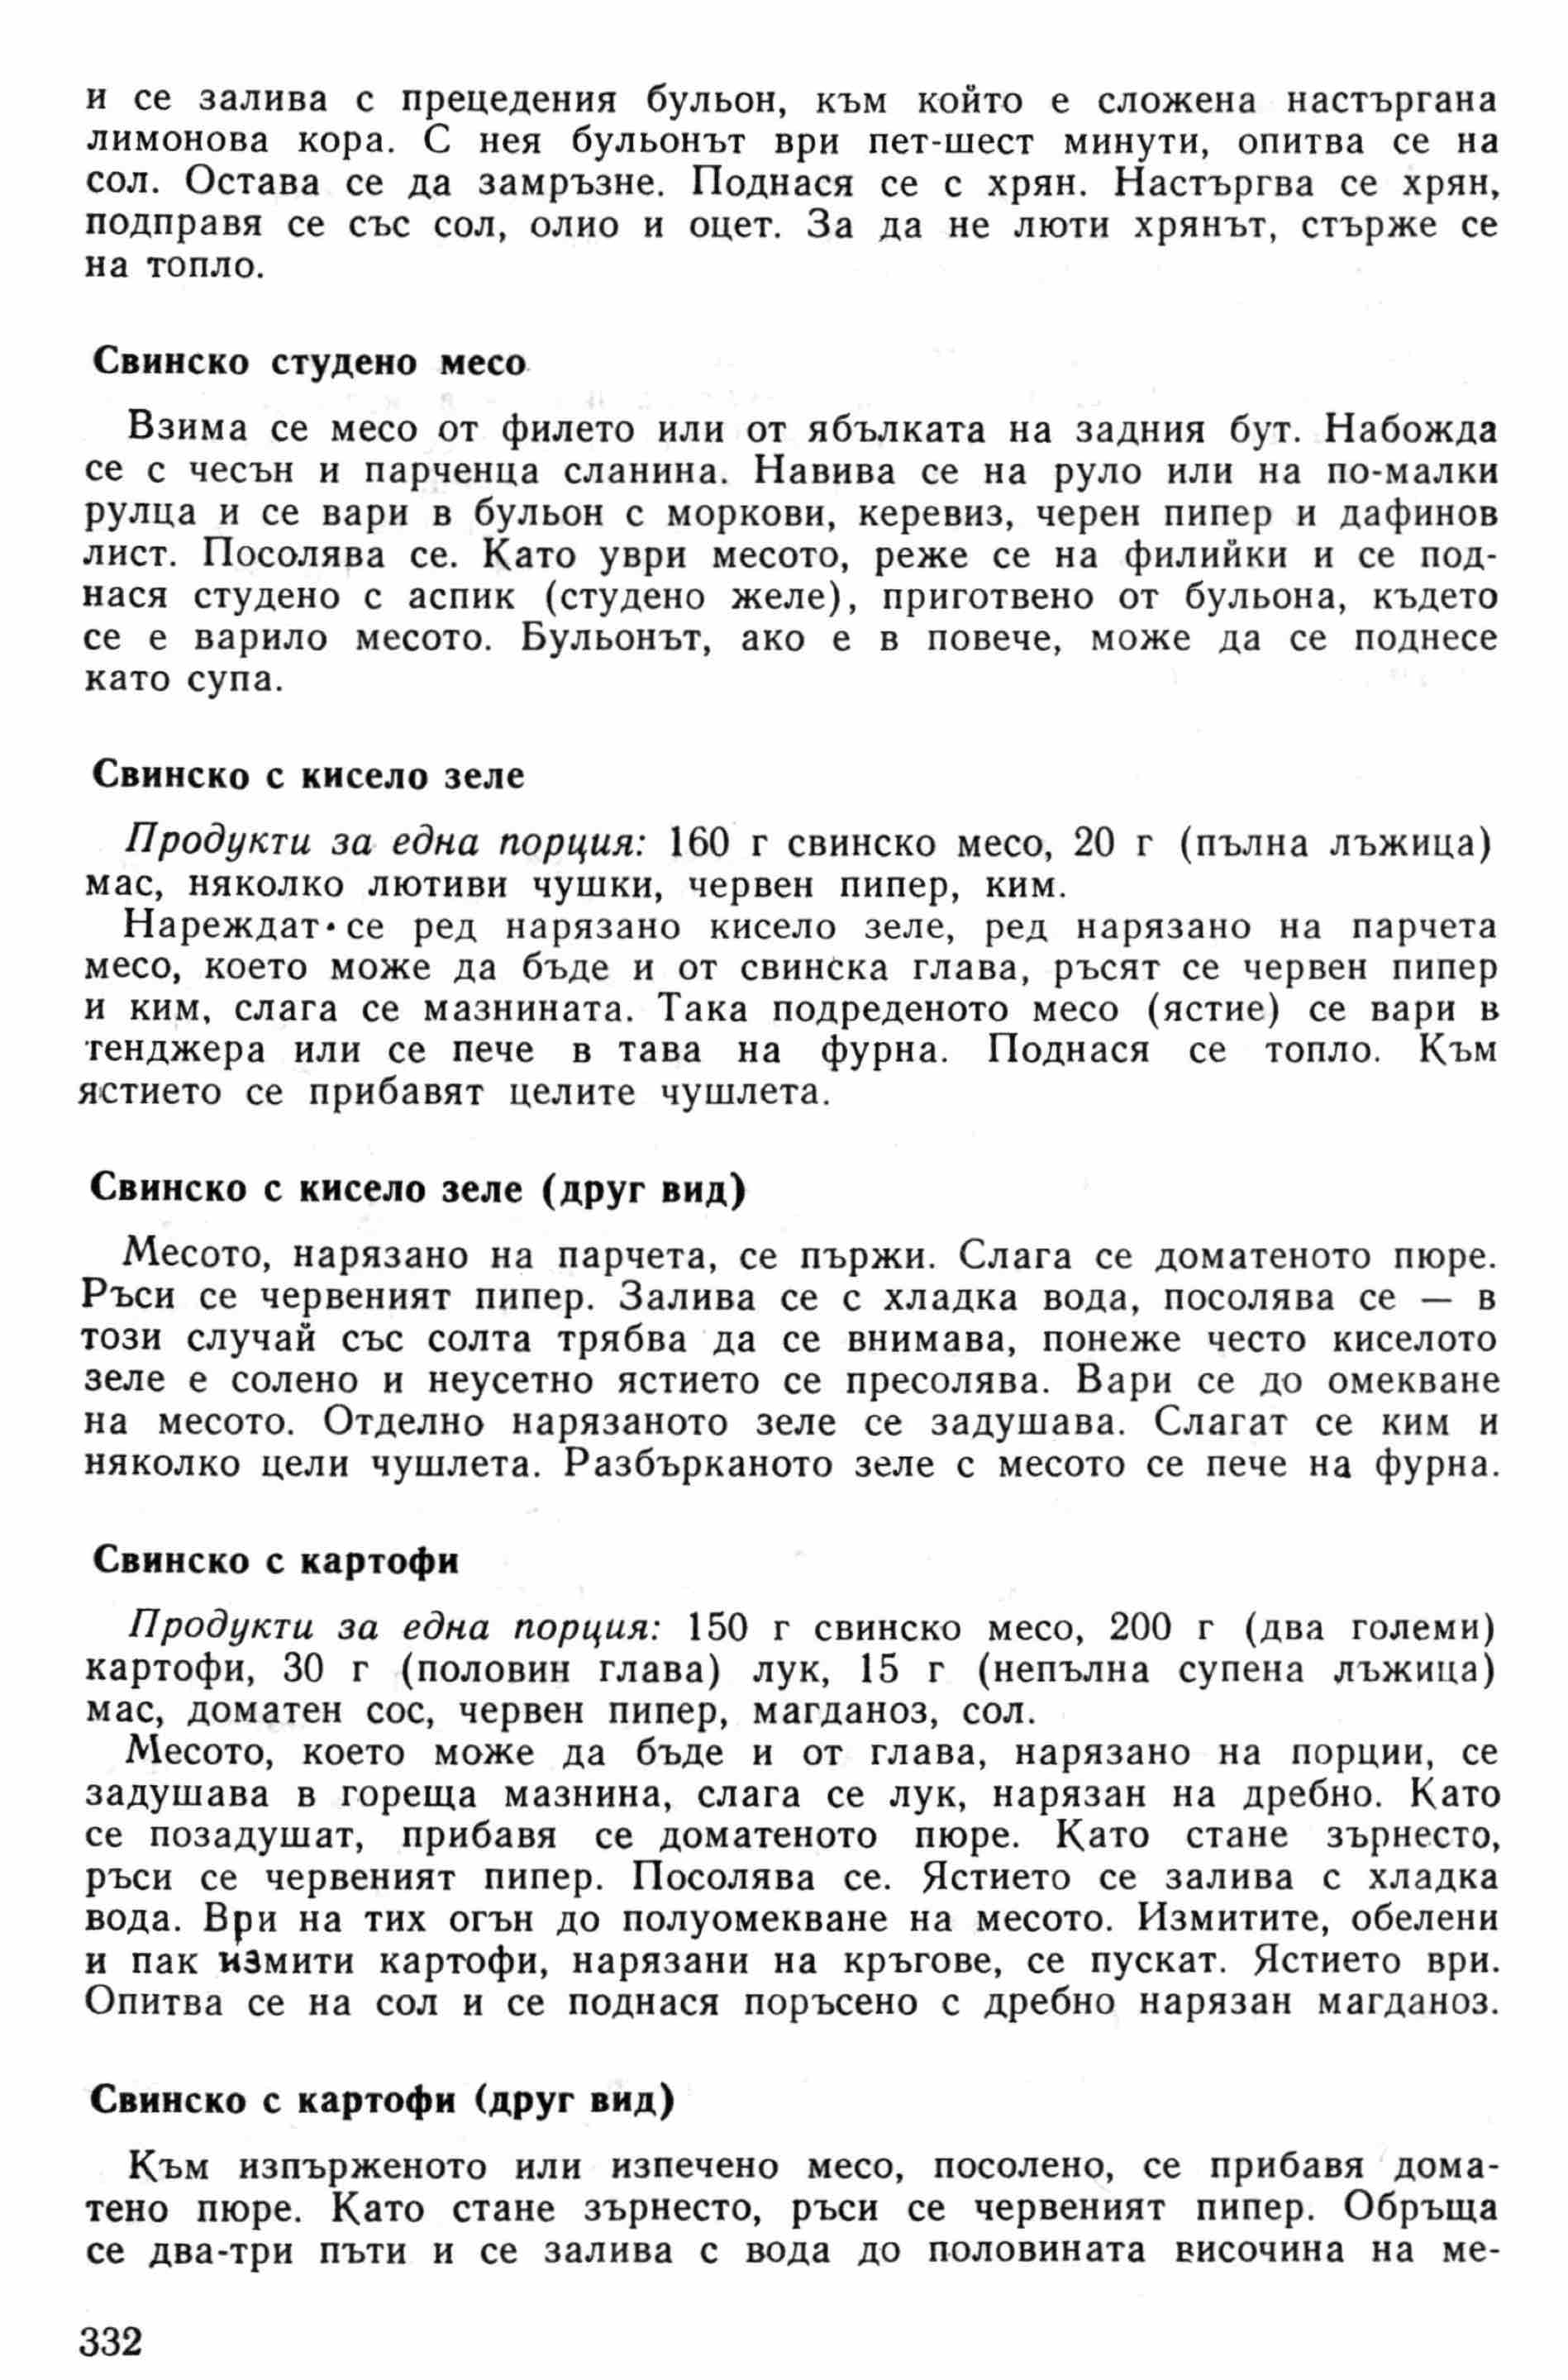 и се залива с прецедения бульон, към който е сложена настъргана
лимонова кора. С нея бульонът ври пет-шест минути, опитва се на
сол. Остава се да замръзне. Поднася се с хрян. Настъргва се хрян,
подправя се със сол, олио и оцет. За да не люти хрянът, стърже се
на топло.
Свинско студено месо
Взима се месо от филето или от ябълката на задния бут. Набожда
се с чесън и парченца сланина. Навива се на руло или на по-малки
рулца и се вари в бульон с моркови, керевиз, черен пипер и дафинов
лист. Посолява се. Като уври месото, реже се на филийки и се под-
нася студено с аспик (студено желе), приготвено от бульона, където
се е варило месото. Бульонът, ако е в повече, може да се поднесе
като супа.
Свинско с кисело зеле
Продукти за една порция: 160 г свинско месо, 20 г (пълна лъжица)
мас, няколко лютиви чушки, червен пипер, ким.
Нареждат се ред нарязано кисело зеле, ред нарязано на парчета
месо, което може да бъде и от свинска глава, ръсят се червен пипер
и ким, слага се мазнината. Така подреденото месо (ястие) се вари в
тенджера или се пече в тава на фурна. Поднася се топло. Към
ястието се прибавят целите чушлета.
Свинско с кисело зеле (друг вид)
Месото, нарязано на парчета, се пържи. Слага се доматеното пюре.
Ръси се червеният пипер. Залива се с хладка вода, посолява се — в
този случай със солта трябва да се внимава, понеже често киселото
зеле е солено и неусетно ястието се пресолява. Вари се до омекване
на месото. Отделно нарязаното зеле се задушава. Слагат се ким и
няколко цели чушлета. Разбърканото зеле с месото се пече на фурна.
Свинско с картофи
Продукти за една порция: 150 г свинско месо, 200 г (два големи)
картофи, 30 г (половин глава) лук, 15 г (непълна супена лъжица)
мас, доматен сос, червен пипер, магданоз, сол.
Месото, което може да бъде и от глава, нарязано на порции, се
задушава в гореща мазнина, слага се лук, нарязан на дребно. Като
се позадушат, прибавя се доматеното пюре. Като стане зърнесто,
ръси се червеният пипер. Посолява се. Ястието се залива с хладка
вода. Ври на тих огън до полуомекване на месото. Измитите, обелени
и пак измити картофи, нарязани на кръгове, се пускат. Ястието ври.
Опитва се на сол и се поднася поръсено с дребно нарязан магданоз.
Свинско с картофи (друг вид)
Към изпърженото или изпечено месо, посолено, се прибавя дома-
тено пюре. Като стане зърнесто, ръси се червеният пипер. Обръща
се два-три пъти и се залива с вода до половината височина на ме-
332